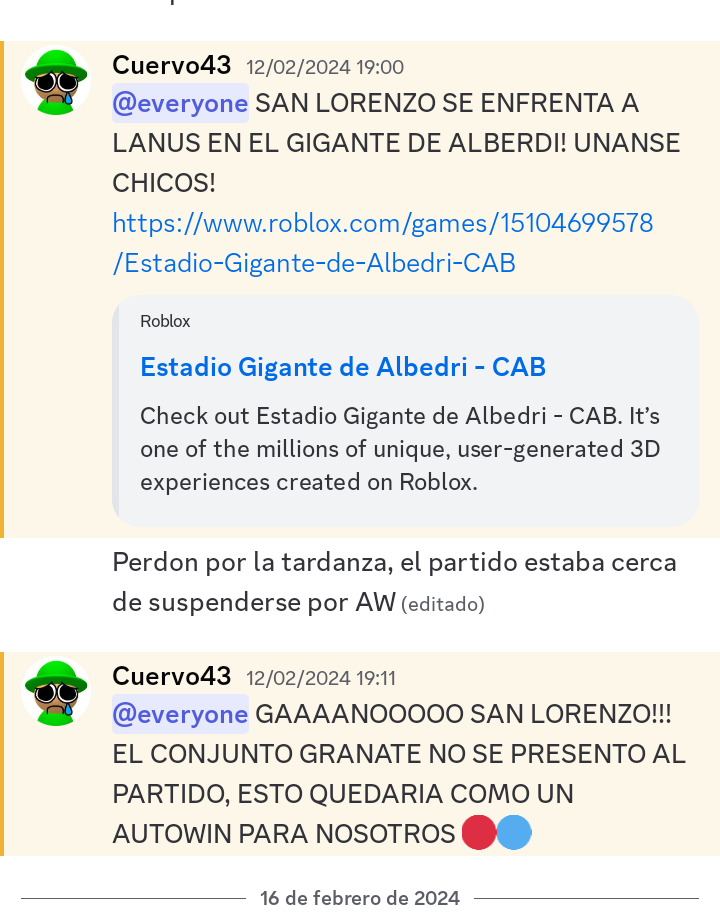 Cuervo43 12/02/2024 19:00
@everyone SAN LORENZO SE ENFRENTA A
LANUS EN EL GIGANTE DE ALBERDI! UNANSE
CHICOS!
https://www.roblox.com/games/15104699578
/Estadio-Gigante-de-Albedri-CAB
Roblox
Estadio Gigante de Albedri - CAB
Check out Estadio Gigante de Albedri - CAB. It’s
one of the millions of unique, user-generated 3D
experiences created on Roblox.
Perdon por la tardanza, el partido estaba cerca
de suspenderse por AW (editado)
Cuervo43 12/02/2024 19:11
@everyone GAAAANOOOOO SAN LORENZO!!!
EL CONJUNTO GRANATE NO SE PRESENTO AL
PARTIDO, ESTO QUEDARIA COMO UN
AUTOWIN PARA NOSOTROS 🔴🔵
16 de febrero de 2024